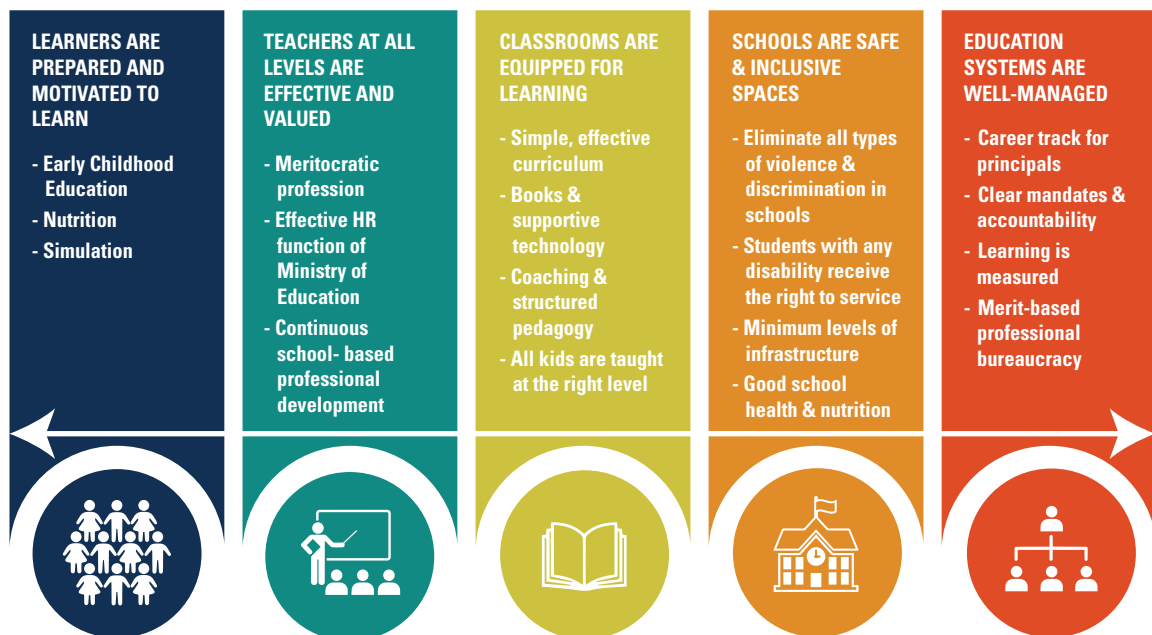 LEARNERS ARE
PREPARED AND
MOTIVATED TO
LEARN
- Early Childhood
Education
- Nutrition
- Simulation
TEACHERS AT ALL
LEVELS ARE
EFFECTIVE AND
VALUED
- Meritocratic
profession
- Effective HR
function of
Ministry of
Education
- Continuous
school- based
professional
development
CLASSROOMS ARE
EQUIPPED FOR
LEARNING
- Simple, effective
curriculum
- Books &
supportive
technology
- Coaching &
structured
pedagogy
- All kids are taught
at the right level
SCHOOLS ARE SAFE
& INCLUSIVE
SPACES
- Eliminate all types
of violence &
discrimination in
schools
- Students with any
disability receive
the right to service
- Minimum levels of
infrastructure
- Good school
health & nutrition
EDUCATION
SYSTEMS ARE
WELL-MANAGED
- Career track for
principals
- Clear mandates &
accountability
- Learning is
measured
- Merit-based
professional
bureaucracy